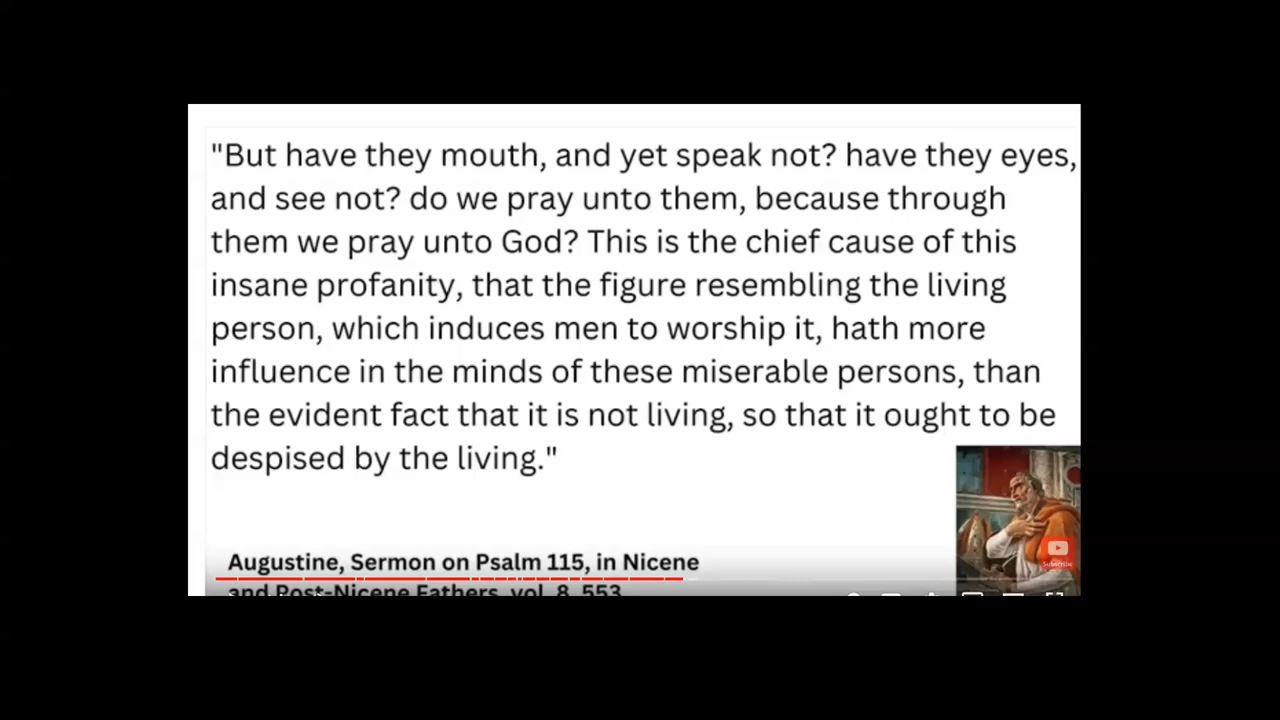 "But have they mouth, and yet speak not? have they eyes,
and see not? do we pray unto them, because through
them we pray unto God? This is the chief cause of this
insane profanity, that the figure resembling the living
person, which induces men to worship it, hath more
influence in the minds of these miserable persons, than
the evident fact that it is not living, so that it ought to be
despised by the living."
Augustine, Sermon on Psalm 115, in Nicene
and Post-Nicene Fathers, vol. 8, 553
Subscribe